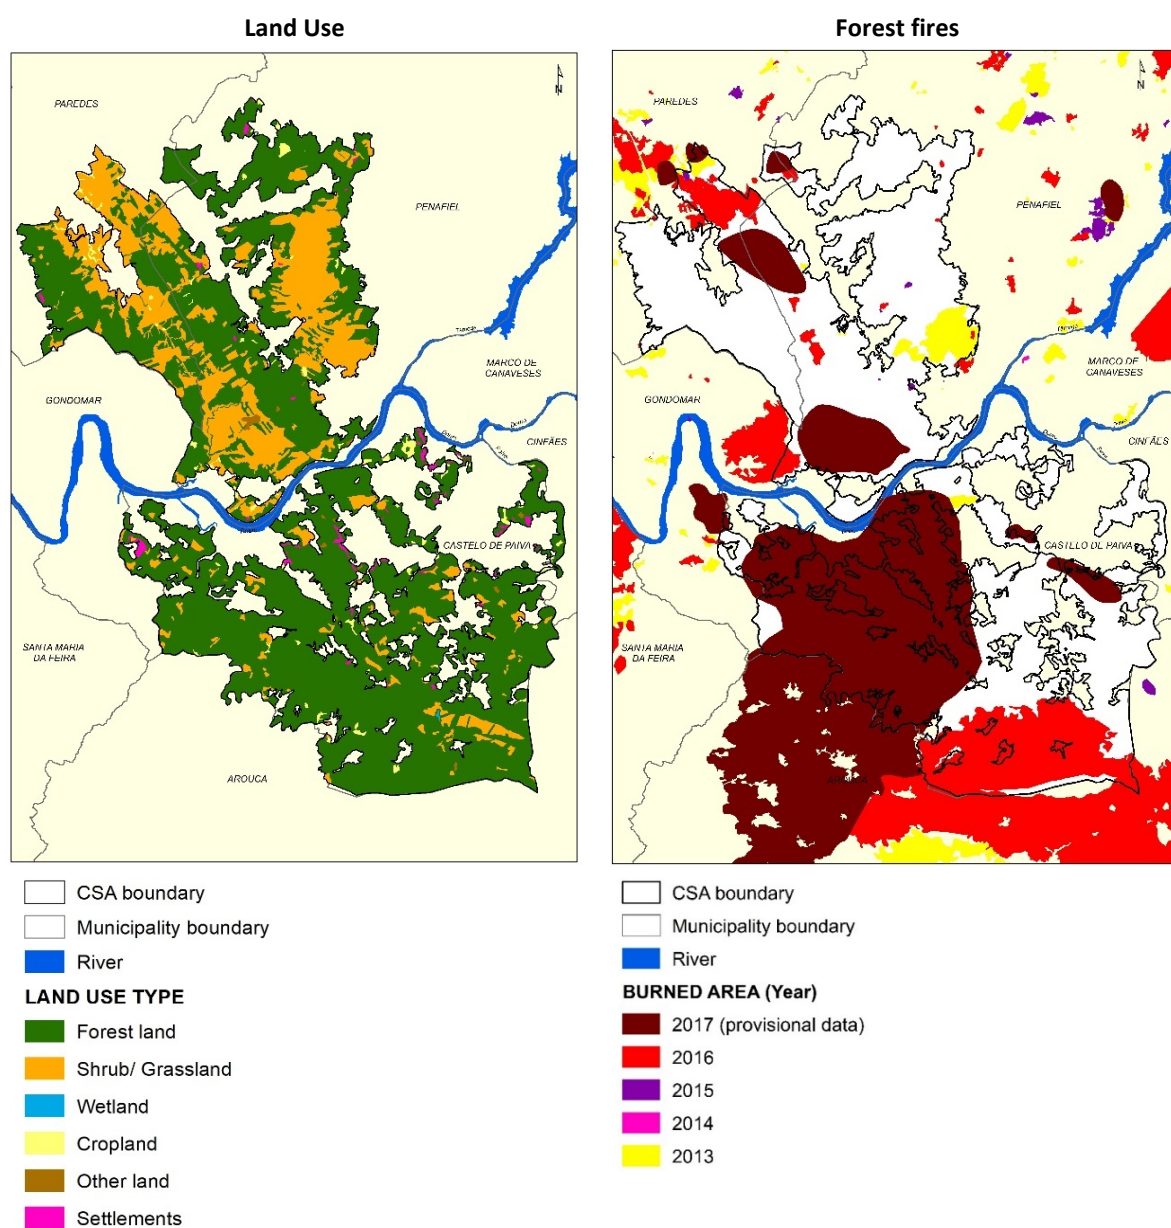 Land Use
Forest fires
N
PAREDES
PENAFIEL
MARCO DE
CANAVESES
GONDOMAR
CINFÃES
CASTELO DE PAIVA
SANTA MARIA
DA FEIRA
AROUCA
N
PAREDES
PENAFIEL
MARCO DE
CANAVESES
GONDOMAR
CINFÃES
CASTELO DE PAIVA
SANTA MARIA
DA FEIRA
AROUCA
CSA boundary
Municipality boundary
River
LAND USE TYPE
Forest land
Shrub/ Grassland
Wetland
Cropland
Other land
Settlements
CSA boundary
Municipality boundary
River
BURNED AREA (Year)
2017 (provisional data)
2016
2015
2014
2013